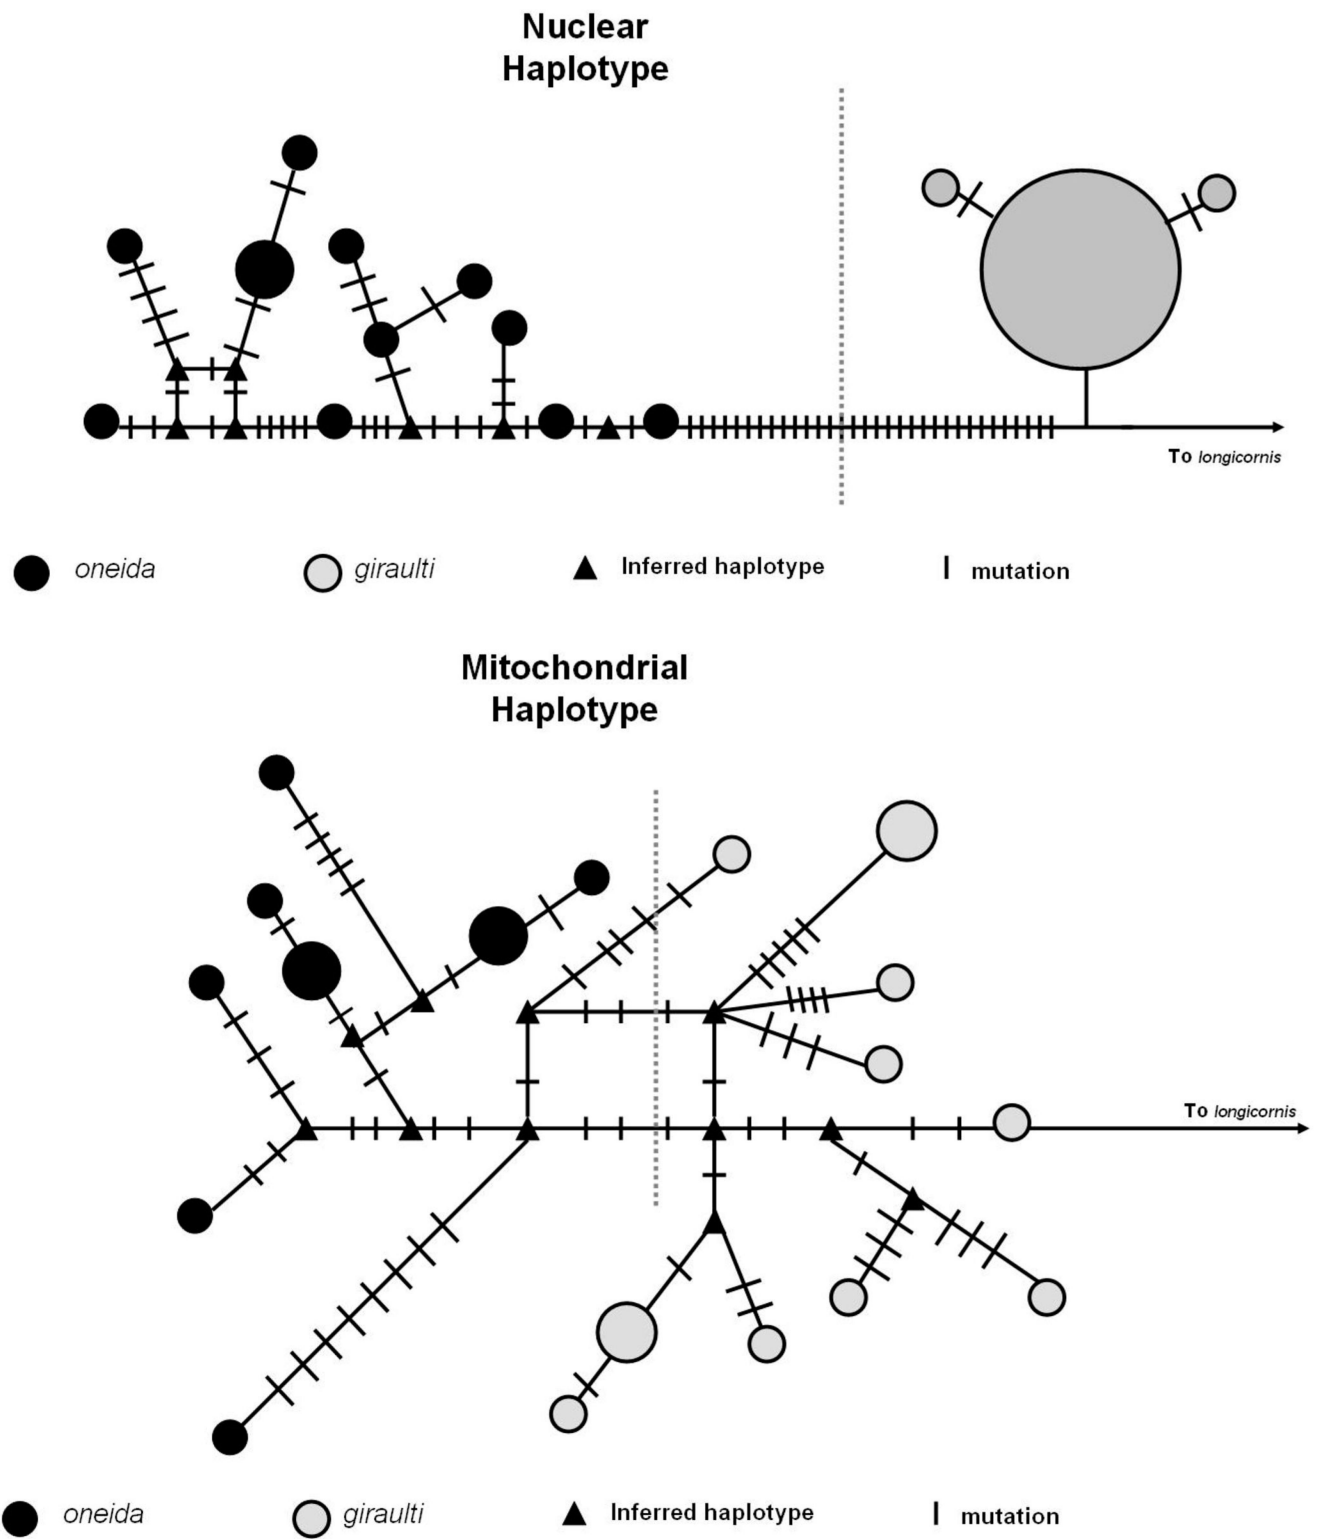 Nuclear
Haplotype
To longicornis
oneida
giraulti
Inferred haplotype
mutation
Mitochondrial
Haplotype
To longicornis
oneida
giraulti
Inferred haplotype
mutation